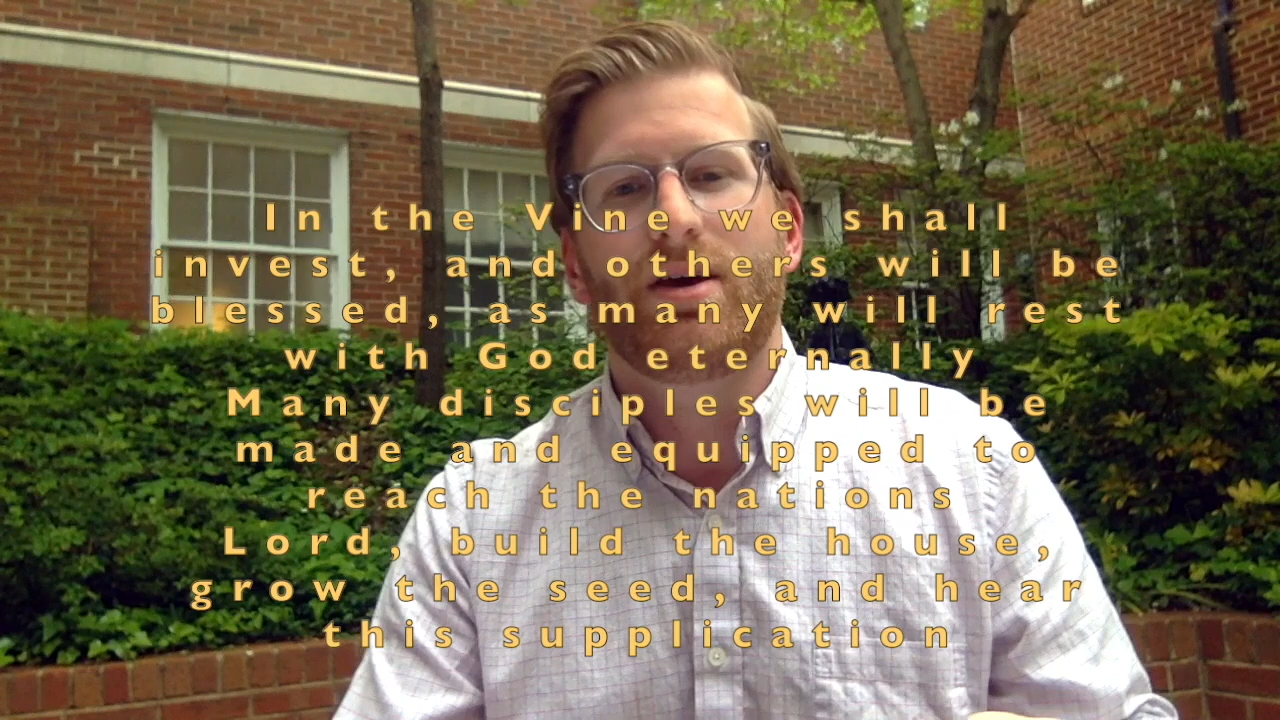 In the Vine we shall
invest, and others will be
blessed, as many will rest
with God eternally
Many disciples will be
made and equipped to
reach the nations
Lord, build the house,
grow the seed, and hear
this supplication